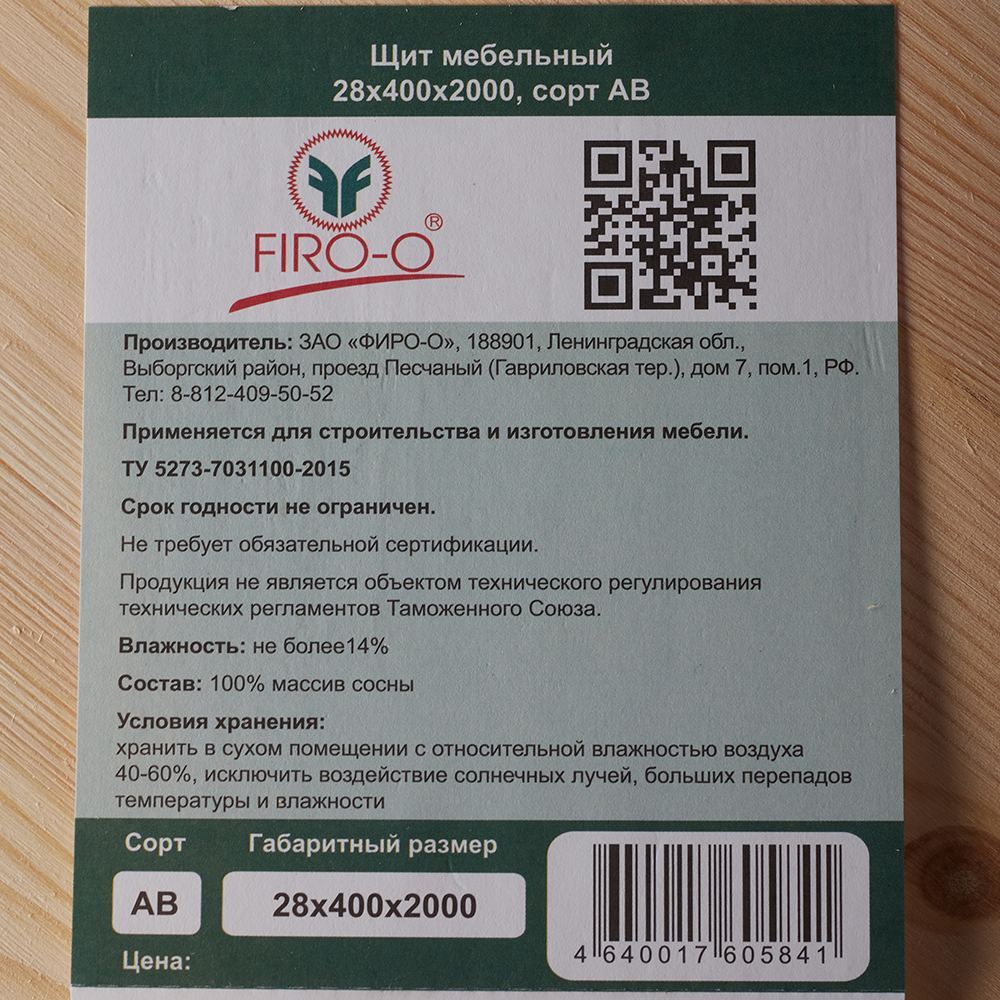 Щит мебельный
28х400х2000, сорт АВ
FIRO-O®
Производитель: ЗАО «ФИРО-О», 188901, Ленинградская обл.,
Выборгский район, проезд Песчаный (Гавриловская тер.), дом 7, пом.1, РФ.
Тел: 8-812-409-50-52
Применяется для строительства и изготовления мебели.
ТУ 5273-7031100-2015
Срок годности не ограничен.
Не требует обязательной сертификации.
Продукция не является объектом технического регулирования
технических регламентов Таможенного Союза.
Влажность: не более14%
Состав: 100% массив сосны
Условия хранения:
хранить в сухом помещении с относительной влажностью воздуха
40-60%, исключить воздействие солнечных лучей, больших перепадов
температуры и влажности
Сорт Габаритный размер
АВ 28х400х2000
4 640017 605841
Цена: